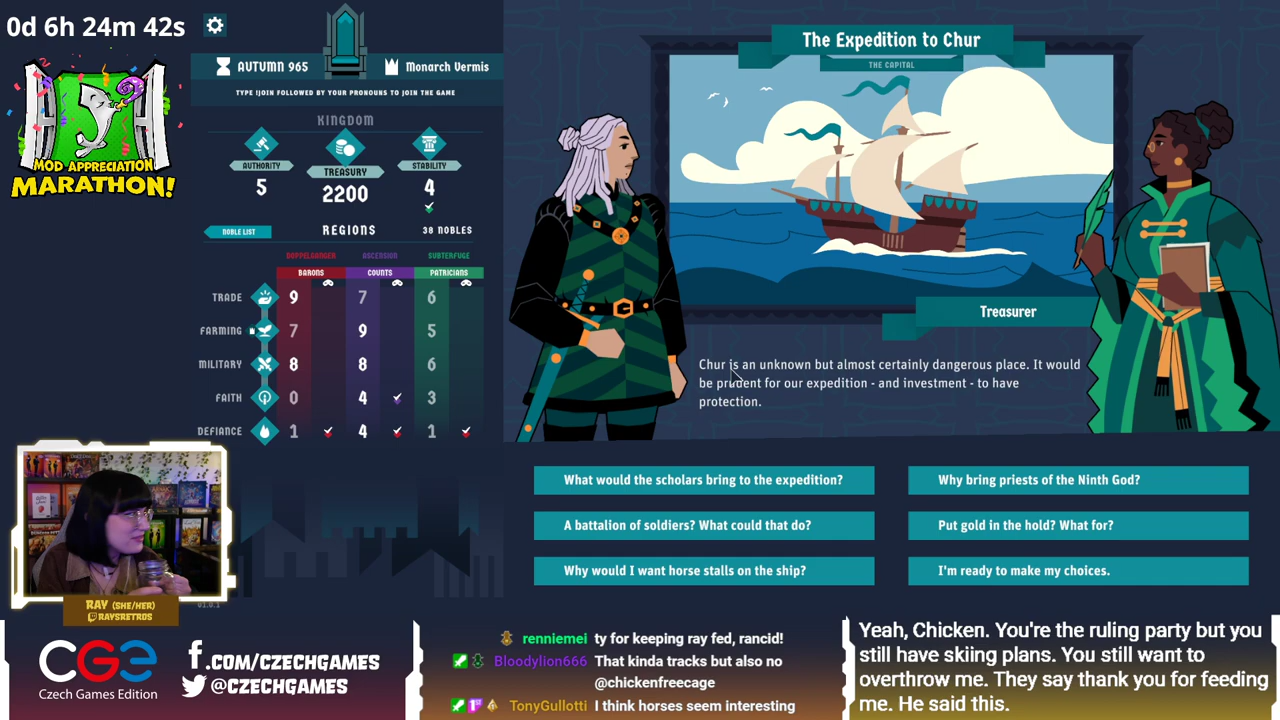 0d 6h 24m 42s
MOD APPRECIATION
MARATHON!
AUTUMN 965
Monarch Vermis
TYPE !JOIN FOLLOWED BY YOUR PRONOUNS TO JOIN THE GAME
KINGDOM
AUTHORITY
TREASURY
STABILITY
5
2200
4
NOBLE LIST
REGIONS
38 NOBLES
DOPPELGANGER
ASCENSION
SUBTERFUGE
BARONS
COUNTS
PATRICIANS
TRADE 9 7 6
FARMING 7 9 5
MILITARY 8 8 6
FAITH 0 4 3
DEFIANCE 1 4 1
The Expedition to Chur
THE CAPITAL
Treasurer
Chur is an unknown but almost certainly dangerous place. It would
be prudent for our expedition - and investment - to have
protection.
What would the scholars bring to the expedition?
Why bring priests of the Ninth God?
A battalion of soldiers? What could that do?
Put gold in the hold? What for?
Why would I want horse stalls on the ship?
I'm ready to make my choices.
V1.0.1
RAY (SHE/HER)
RAYSRETROS
CGE
Czech Games Edition
f.COM/CZECHGAMES
@CZECHGAMES
renniemei ty for keeping ray fed, rancid!
Bloodylion666 That kinda tracks but also no
@chickenfreecage
TonyGullotti I think horses seem interesting
Yeah, Chicken. You're the ruling party but you
still have skiing plans. You still want to
overthrow me. They say thank you for feeding
me. He said this.